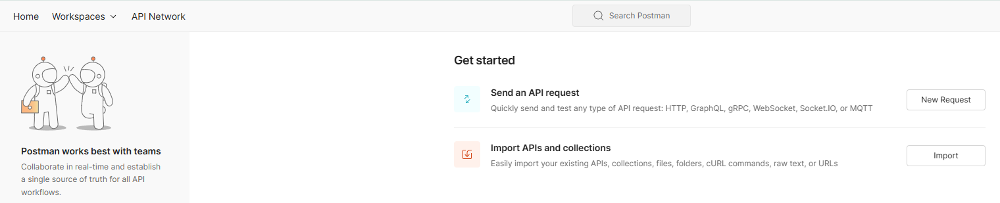 Home Workspaces API Network Search Postman
Postman works best with teams
Collaborate in real-time and establish
a single source of truth for all API
workflows.
Get started
Send an API request
Quickly send and test any type of API request: HTTP, GraphQL, gRPC, WebSocket, Socket.IO, or MQTT
New Request
Import APIs and collections
Easily import your existing APIs, collections, files, folders, cURL commands, raw text, or URLs
Import